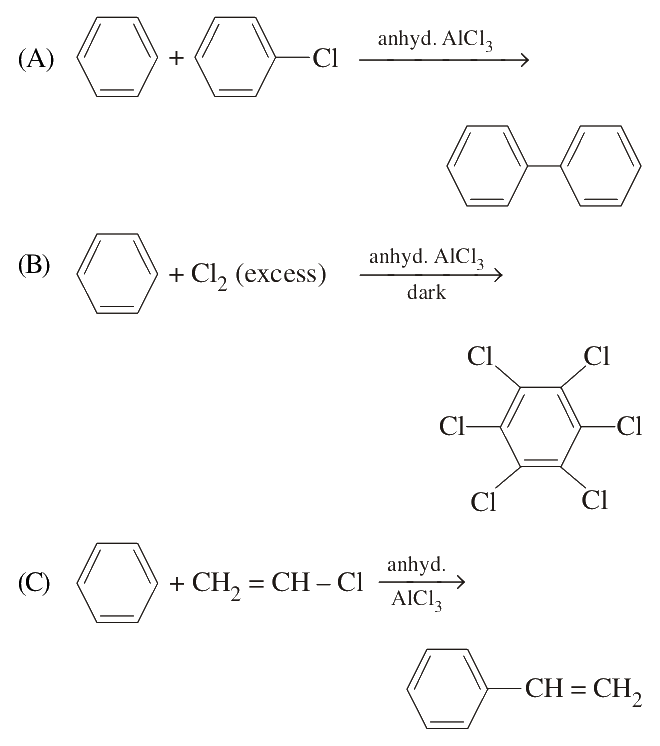 (A) + Cl anhyd. AlCl₃
(B) + Cl₂ (excess) anhyd. AlCl₃
dark
Cl Cl
Cl Cl
Cl Cl
(C) + CH₂ = CH – Cl anhyd.
AlCl₃
CH = CH₂